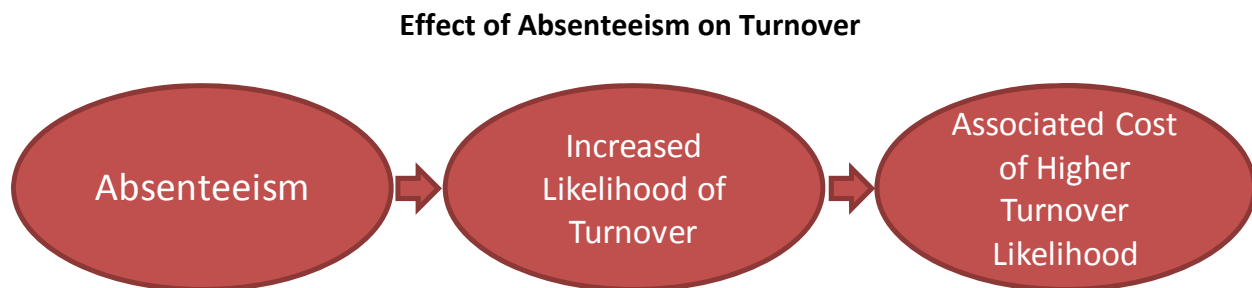 Effect of Absenteeism on Turnover
Absenteeism
Increased
Likelihood of
Turnover
Associated Cost
of Higher
Turnover
Likelihood